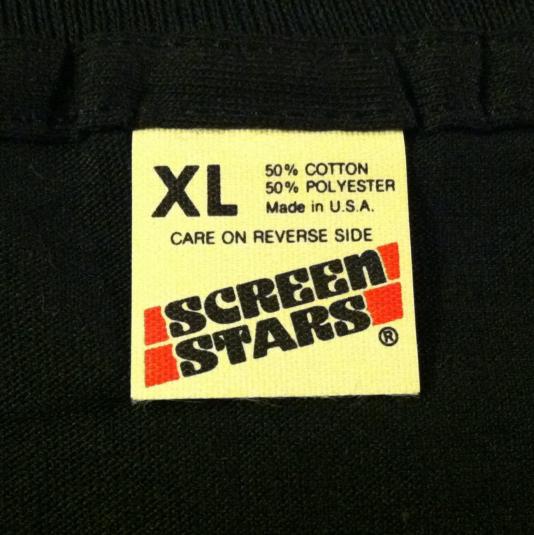 XL
50% COTTON
50% POLYESTER
Made in U.S.A.
CARE ON REVERSE SIDE
SCREEn
STARS ®